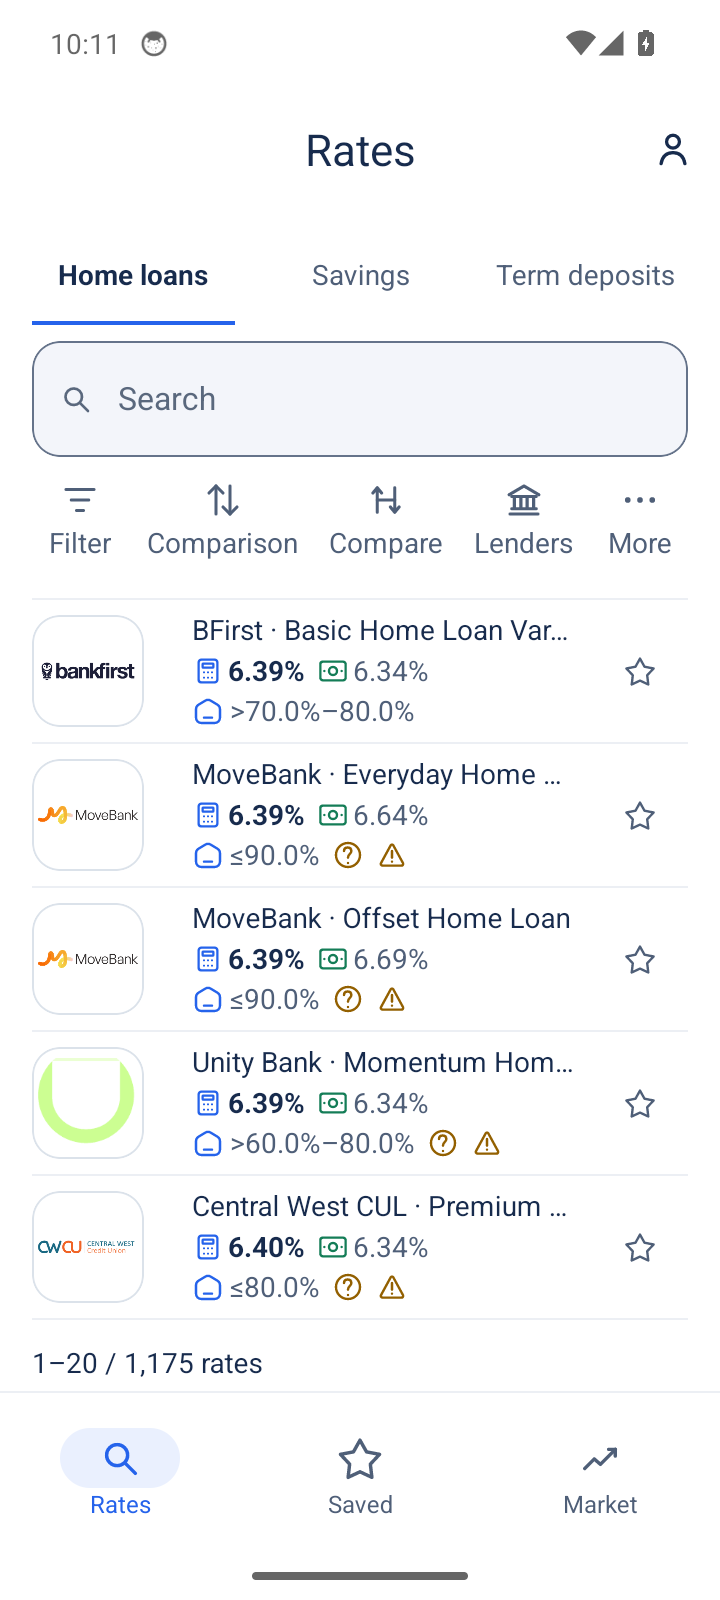 10:11
Rates
Home loans
Savings
Term deposits
Search
Filter
Comparison
Compare
Lenders
More
bankfirst
BFirst · Basic Home Loan Var...
6.39% 6.34%
>70.0%–80.0%
MoveBank
MoveBank · Everyday Home ...
6.39% 6.64%
≤90.0%
MoveBank
MoveBank · Offset Home Loan
6.39% 6.69%
≤90.0%
Unity Bank · Momentum Hom...
6.39% 6.34%
>60.0%–80.0%
CWCU CENTRAL WEST
Credit Union
Central West CUL · Premium ...
6.40% 6.34%
≤80.0%
1–20 / 1,175 rates
Rates
Saved
Market